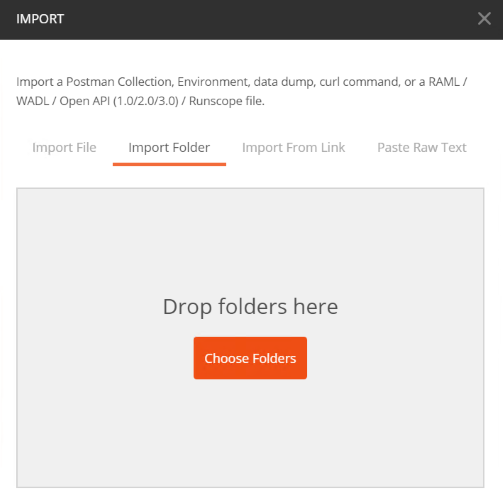 IMPORT
Import a Postman Collection, Environment, data dump, curl command, or a RAML /
WADL / Open API (1.0/2.0/3.0) / Runscope file.
Import File Import Folder Import From Link Paste Raw Text
Drop folders here
Choose Folders